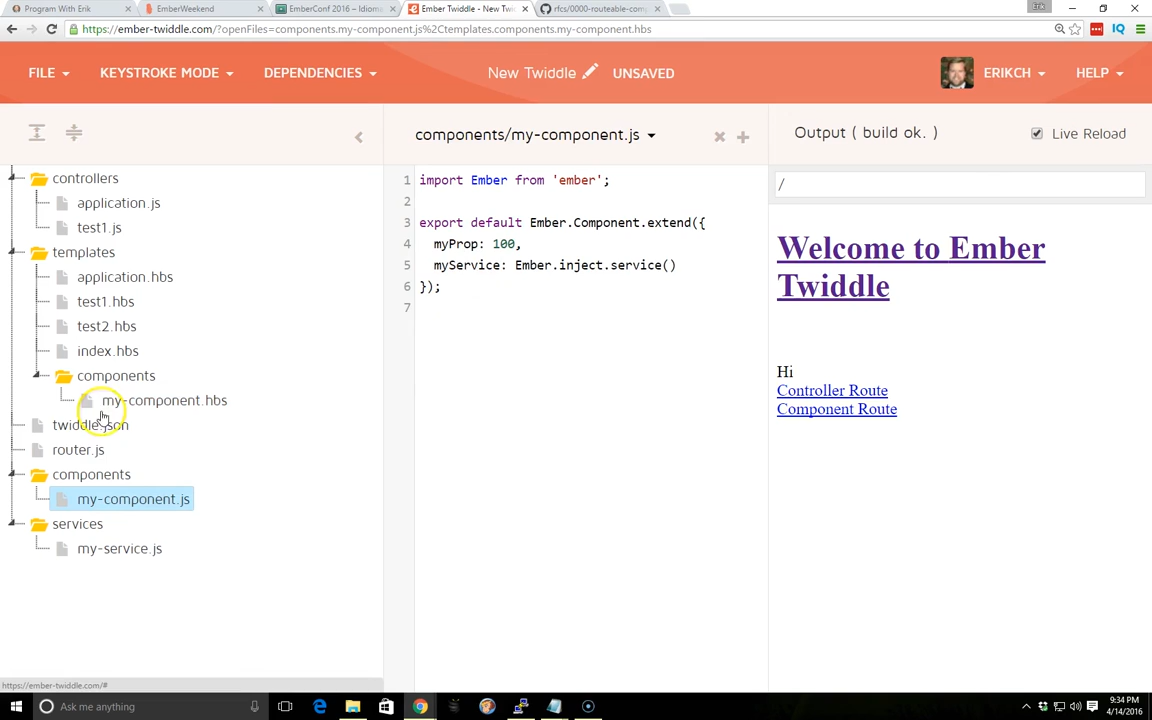 Program With Erik
EmberWeekend
EmberConf 2016 – Idioma
Ember Twiddle - New Twi
rfcs/0000-routeable-com
Erik
https://ember-twiddle.com/?openFiles=components.my-component.js%2Ctemplates.components.my-component.hbs
FILE
KEYSTROKE MODE
DEPENDENCIES
New Twiddle
UNSAVED
ERIKCH
HELP
components/my-component.js
Output ( build ok. )
Live Reload
controllers
application.js
test1.js
templates
application.hbs
test1.hbs
test2.hbs
index.hbs
components
my-component.hbs
twiddle.json
router.js
components
my-component.js
services
my-service.js
1 import Ember from 'ember';
2
3 export default Ember.Component.extend({
4 myProp: 100,
5 myService: Ember.inject.service()
6 });
7
/
Welcome to Ember
Twiddle
Hi
Controller Route
Component Route
https://ember-twiddle.com/#
Ask me anything
9:34 PM
4/14/2016